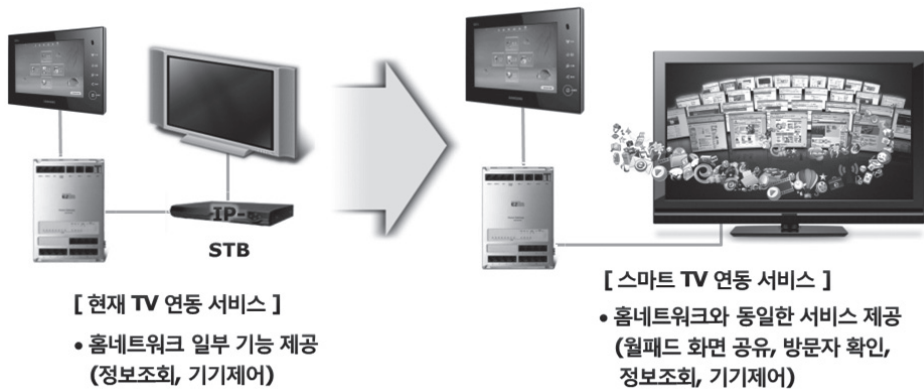 IP-
STB
[ 현재 TV 연동 서비스 ]
• 홈네트워크 일부 기능 제공
(정보조회, 기기제어)
[ 스마트 TV 연동 서비스 ]
• 홈네트워크와 동일한 서비스 제공
(월패드 화면 공유, 방문자 확인,
정보조회, 기기제어)